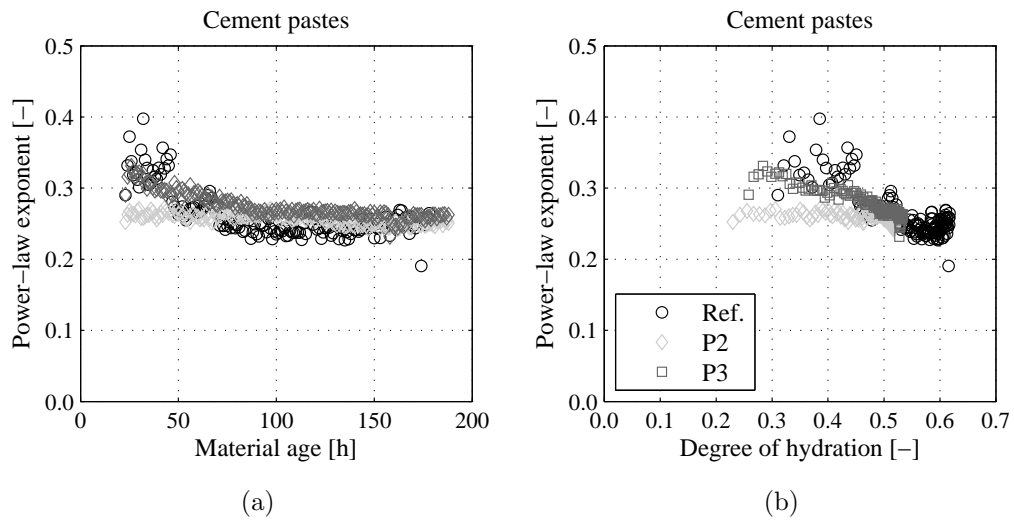 Cement pastes
Power−law exponent [−]
0.5
0.4
0.3
0.2
0.1
0.0
0
50
100
150
200
Material age [h]
(a)
Cement pastes
Power−law exponent [−]
0.5
0.4
0.3
0.2
0.1
0.0
Ref.
P2
P3
0.0
0.1
0.2
0.3
0.4
0.5
0.6
0.7
Degree of hydration [−]
(b)